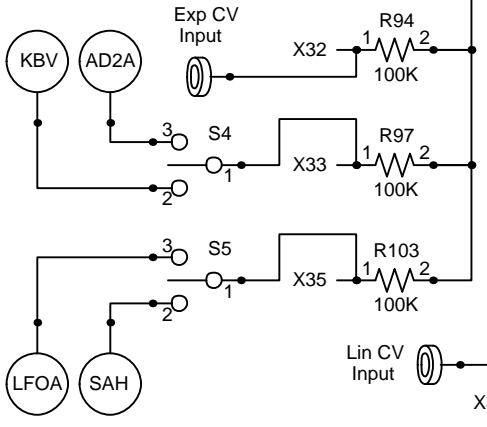 Exp CV
Input
R94
KBV
AD2A
X32
1
2
100K
3
S4
R97
1
X33
1
2
2
100K
3
S5
R103
1
X35
1
2
2
100K
LFOA
SAH
Lin CV
Input
X